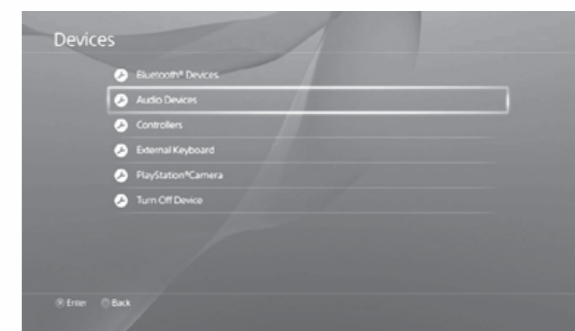 Devices
Bluetooth® Devices
Audio Devices
Controllers
External Keyboard
PlayStation®Camera
Turn Off Device
Enter Back